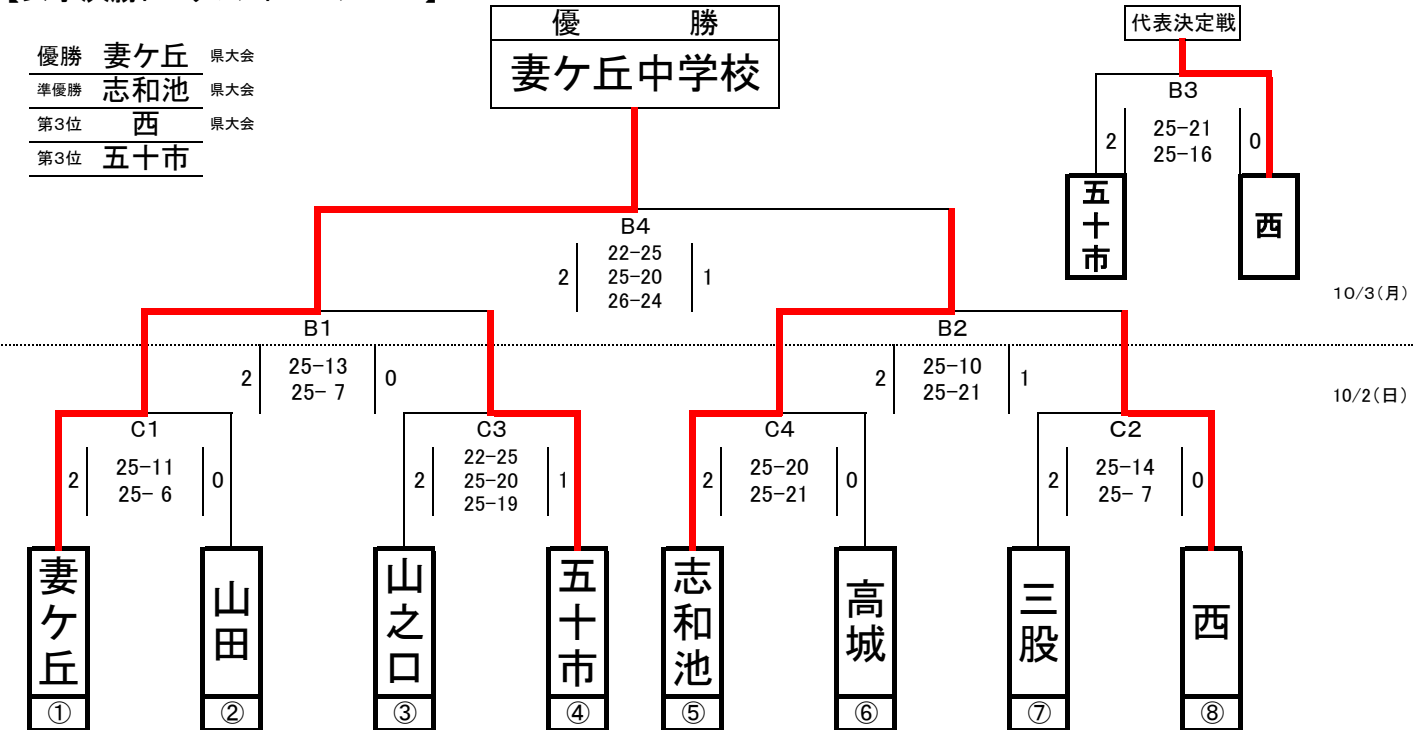 優勝 妻ケ丘 県大会
準優勝 志和池 県大会
第3位 西 県大会
第3位 五十市
優 勝
妻ケ丘中学校
代表決定戦
B3
2 25-21 0
25-16
五十市
西
B4
22-25
2 25-20 1
26-24
10/3(月)
B1
2 25-13 0
25- 7
B2
2 25-10 1
25-21
10/2(日)
C1
2 25-11 0
25- 6
C3
22-25
2 25-20 1
25-19
C4
2 25-20 0
25-21
C2
2 25-14 0
25- 7
妻ケ丘
山田
山之口
五十市
志和池
高城
三股
西
① ② ③ ④ ⑤ ⑥ ⑦ ⑧